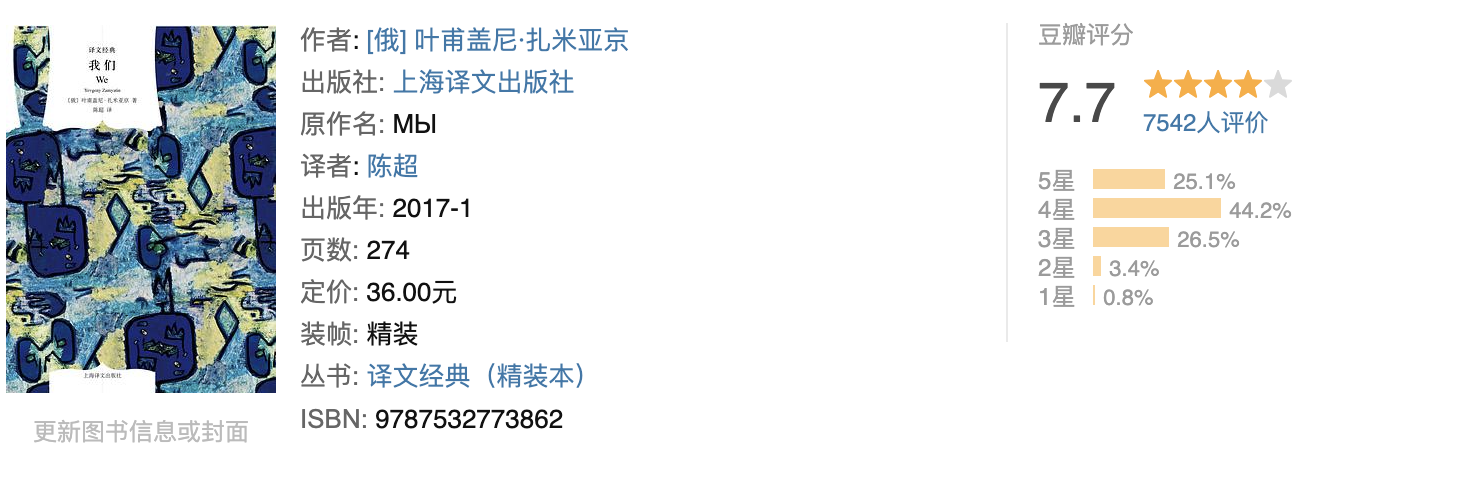 译文经典
我们
We
Yevgeny Zamyatin
〔俄〕叶甫盖尼·扎米亚京 著
陈超 译
上海译文出版社
更新图书信息或封面
作者: [俄] 叶甫盖尼·扎米亚京
出版社: 上海译文出版社
原作名: МЫ
译者: 陈超
出版年: 2017-1
页数: 274
定价: 36.00元
装帧: 精装
丛书: 译文经典（精装本）
ISBN: 9787532773862
豆瓣评分
7.7
7542人评价
5星 25.1%
4星 44.2%
3星 26.5%
2星 3.4%
1星 0.8%